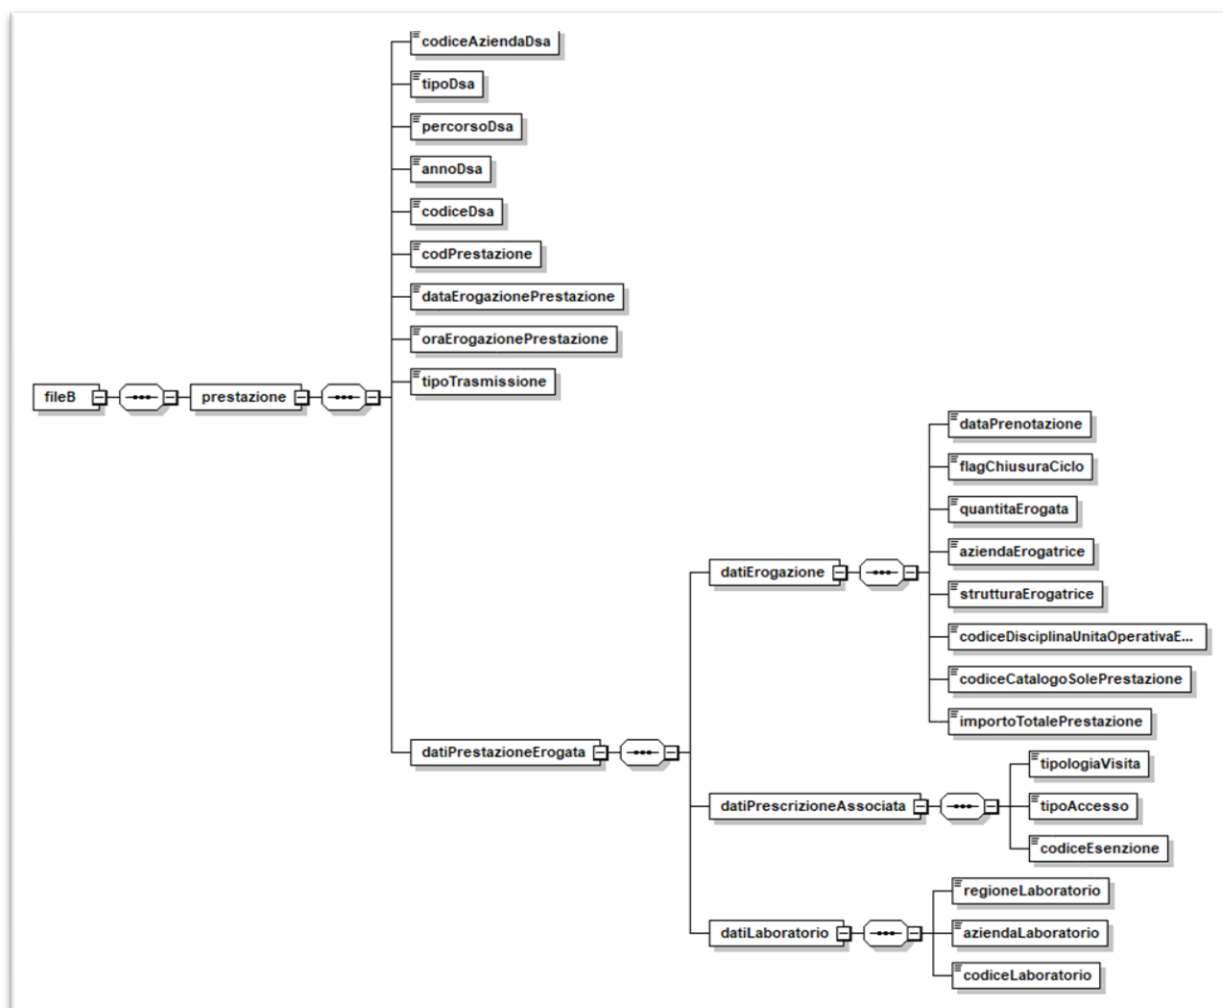 codiceAziendaDsa
tipoDsa
percorsoDsa
annoDsa
codiceDsa
codPrestazione
dataErogazionePrestazione
oraErogazionePrestazione
tipoTrasmissione
fileB
prestazione
datiPrestazioneErogata
datiErogazione
dataPrenotazione
flagChiusuraCiclo
quantitaErogata
aziendaErogatrice
strutturaErogatrice
codiceDisciplinaUnitaOperativaE...
codiceCatalogoSolePrestazione
importoTotalePrestazione
datiPrescrizioneAssociata
tipologiaVisita
tipoAccesso
codiceEsenzione
datiLaboratorio
regioneLaboratorio
aziendaLaboratorio
codiceLaboratorio